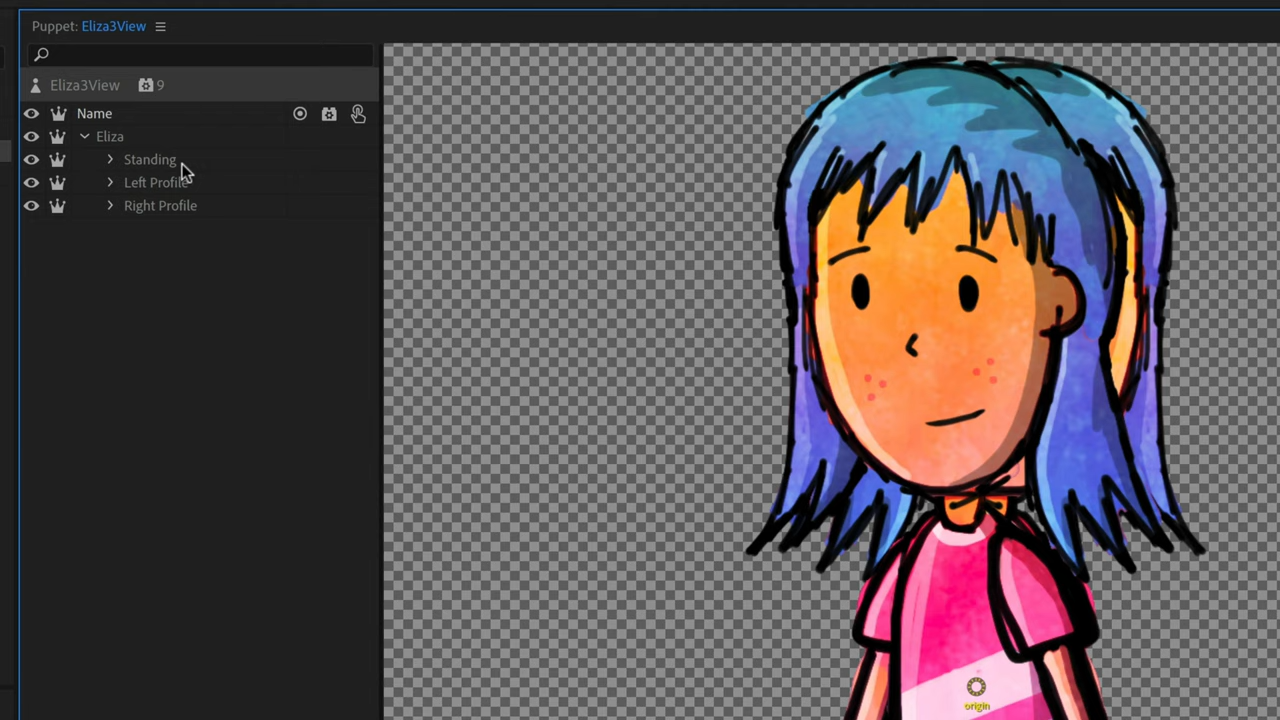 Puppet: Eliza3View
Eliza3View 9
Name
Eliza
Standing
Left Profile
Right Profile
origin